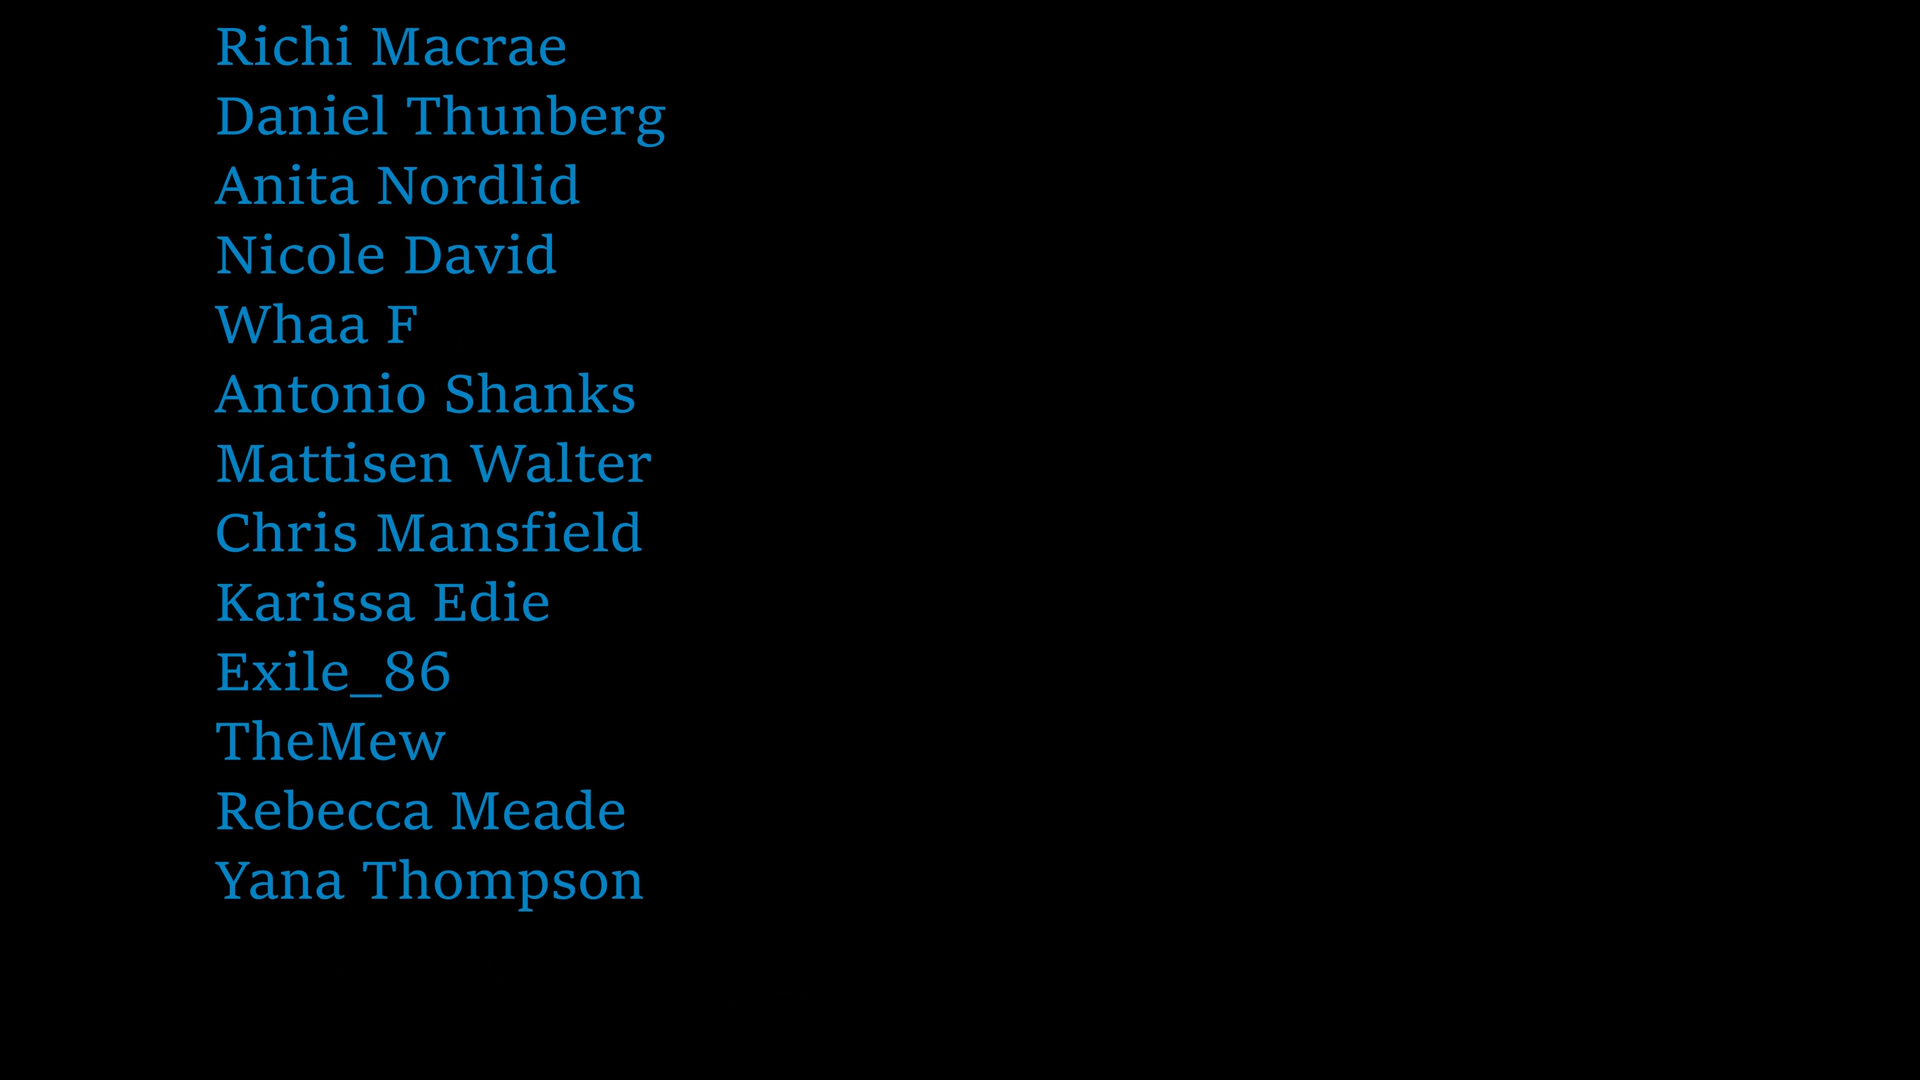 Richi Macrae
Daniel Thunberg
Anita Nordlid
Nicole David
Whaa F
Antonio Shanks
Mattisen Walter
Chris Mansfield
Karissa Edie
Exile_86
TheMew
Rebecca Meade
Yana Thompson